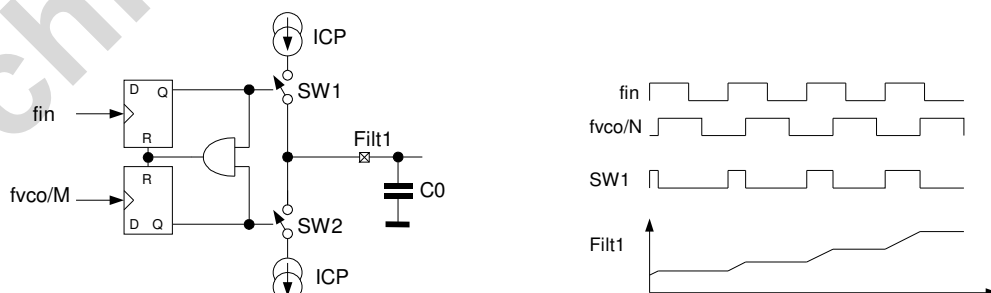 ICP
D Q
SW1
fin
R
Filt1
R
fvco/M
C0
D Q
SW2
ICP
fin
fvco/N
SW1
Filt1